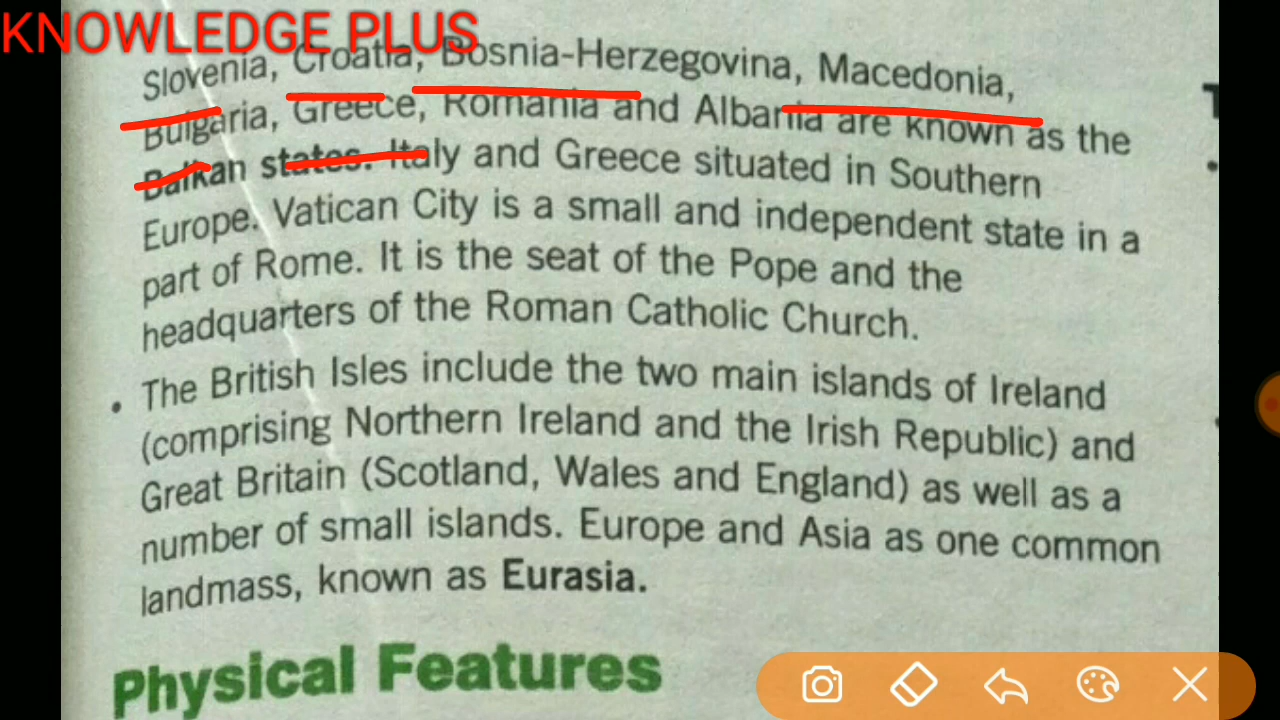 KNOWLEDGE PLUS
Slovenia, Croatia, Bosnia-Herzegovina, Macedonia,
Bulgaria, Greece, Romania and Albania are known as the
Balkan states. Italy and Greece situated in Southern
Europe. Vatican City is a small and independent state in a
part of Rome. It is the seat of the Pope and the
headquarters of the Roman Catholic Church.
• The British Isles include the two main islands of Ireland
(comprising Northern Ireland and the Irish Republic) and
Great Britain (Scotland, Wales and England) as well as a
number of small islands. Europe and Asia as one common
landmass, known as Eurasia.
Physical Features